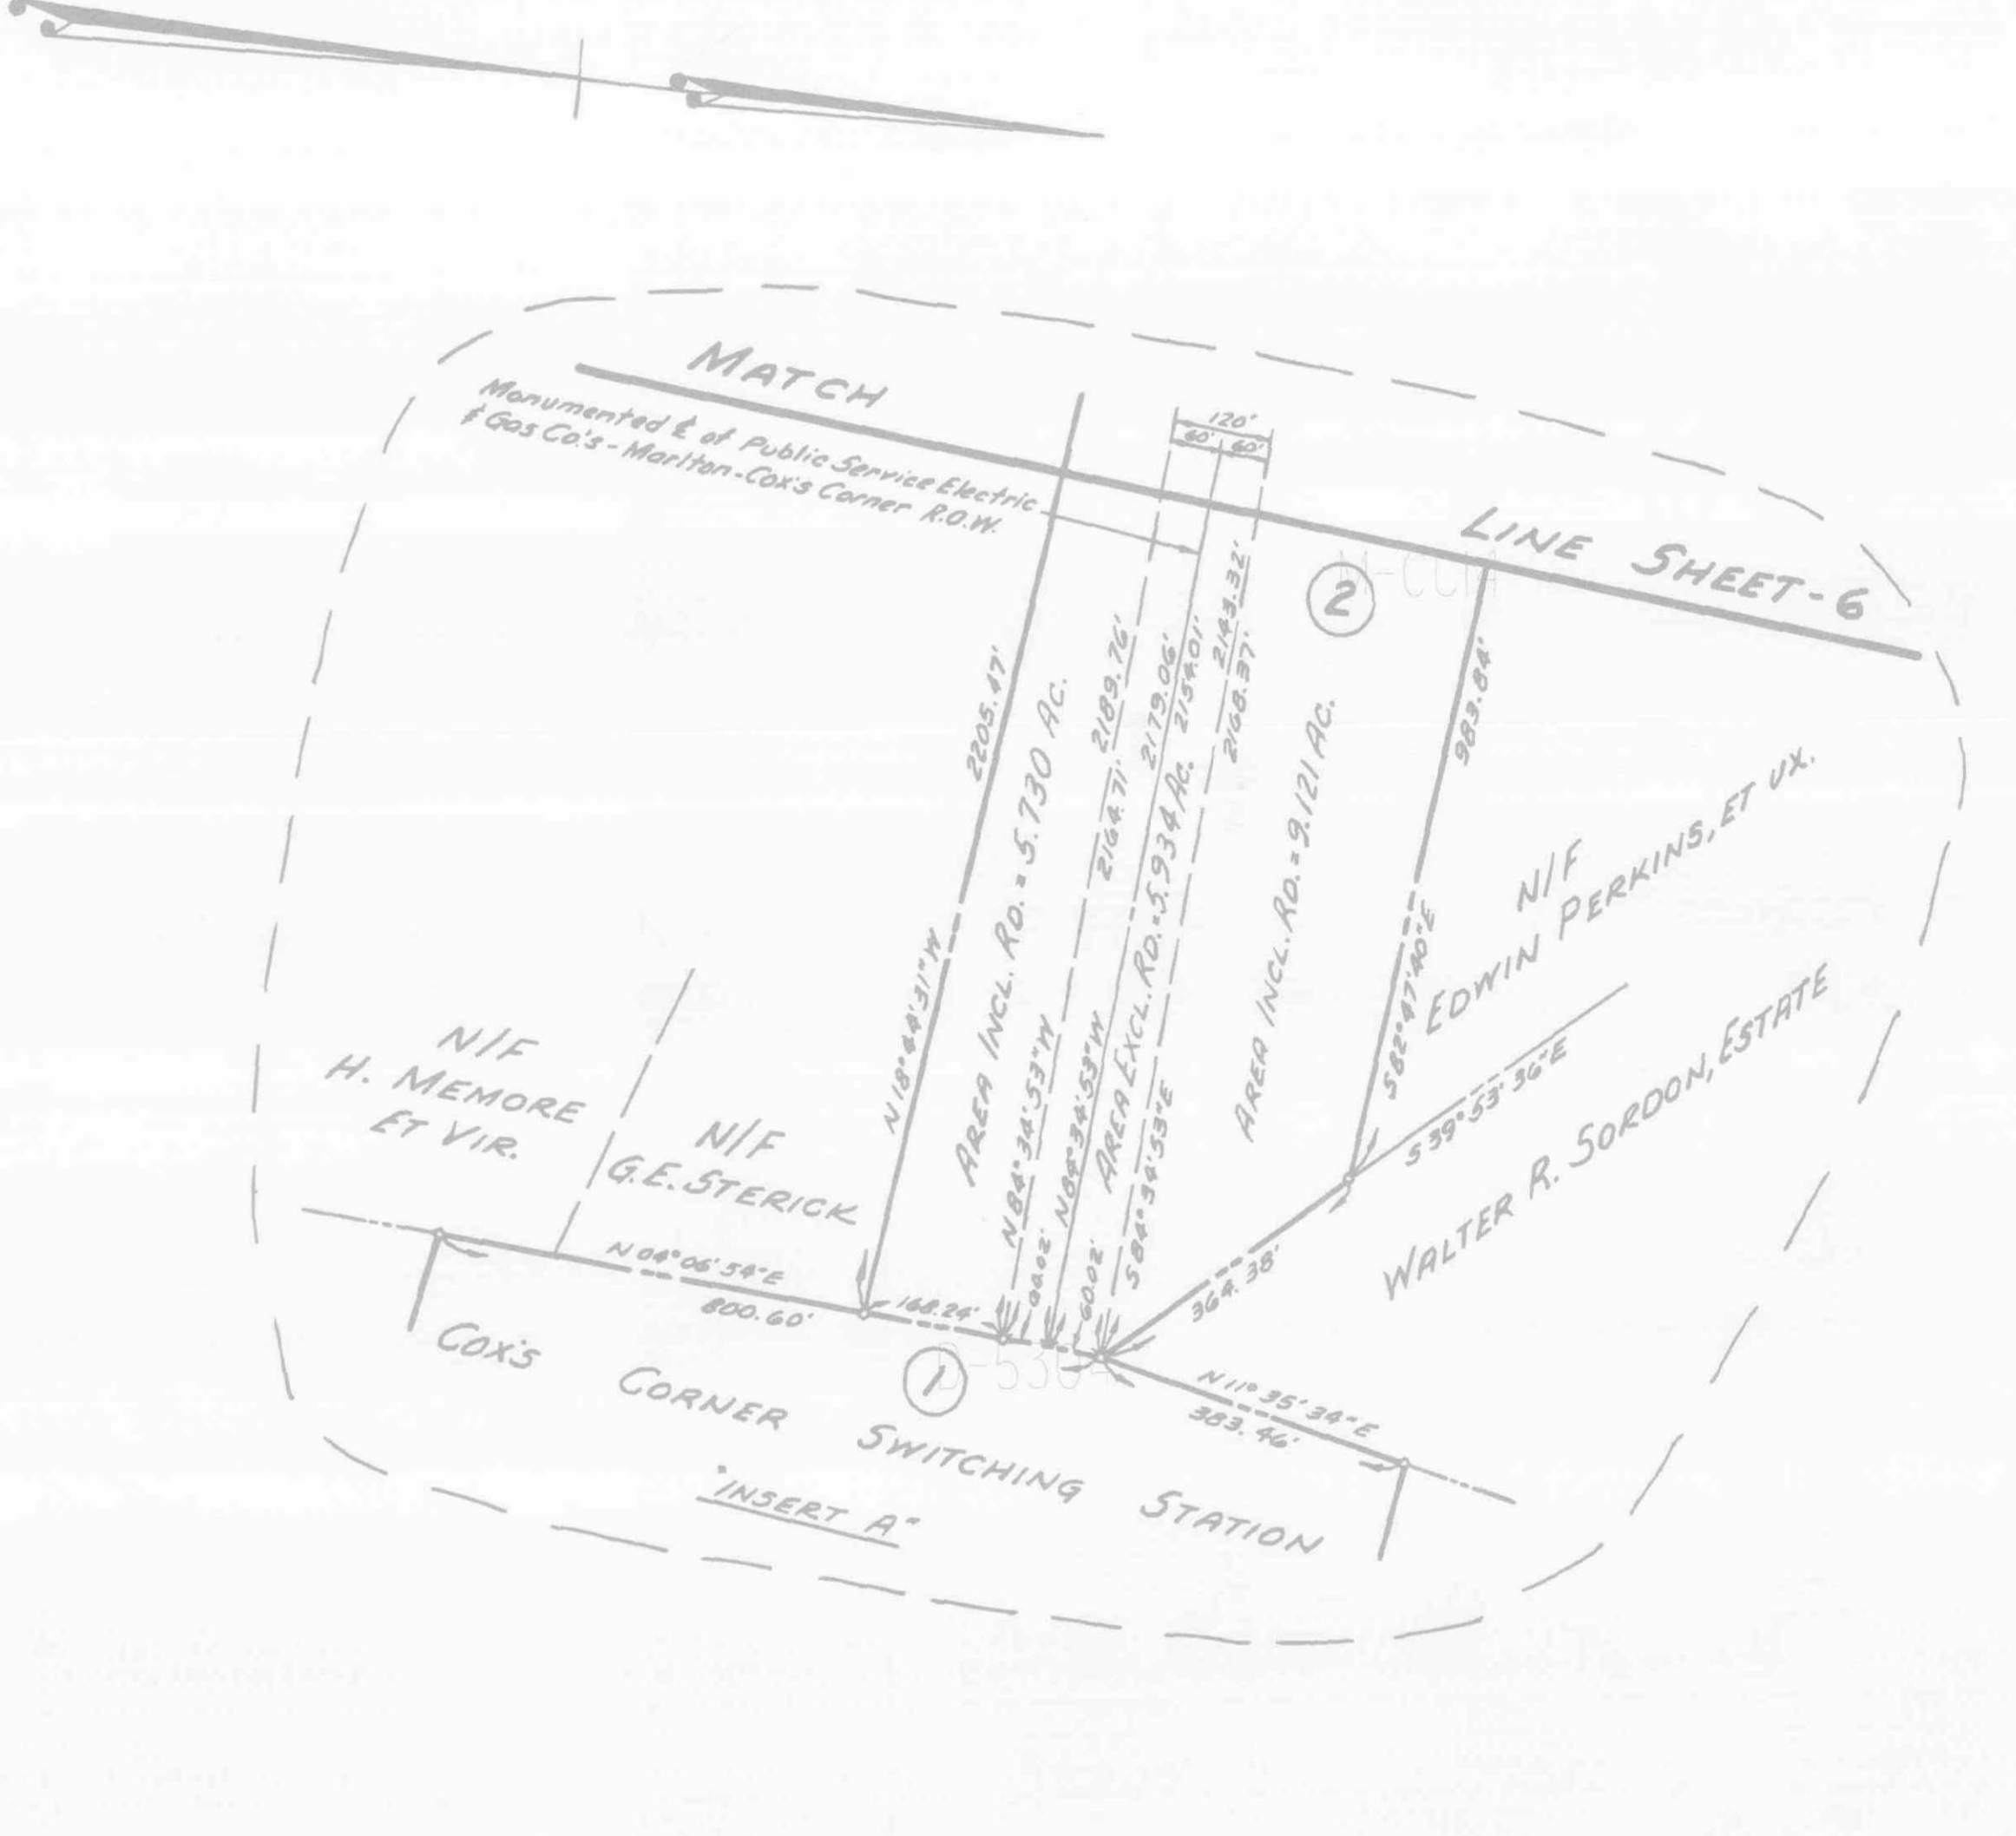 MATCH
LINE SHEET-6
Monumented ℄ of Public Service Electric
& Gas Co.'s - Marlton-Cox's Corner R.O.W.
120'
60' 60'
2
M-CCM
2205.47'
N18°44'31"W
AREA INCL. RD. = 5.730 AC.
2189.76'
2164.71'
N84°34'53"W
2179.06'
2154.01'
N84°34'53"W
AREA EXCL. RD. = 5.934 AC.
2143.32'
2168.37'
S84°34'53"E
AREA INCL. RD. = 9.121 AC.
983.84'
S82°47'40"E
N/F
EDWIN PERKINS, ET UX.
S39°53'36"E
WALTER R. SORDON, ESTATE
364.38'
N/F
H. MEMORE
ET VIR.
N/F
G.E. STERICK
N04°06'54"E
800.60'
168.24'
60.02'
60.02'
1
N11°35'34"E
383.46'
COX'S CORNER SWITCHING STATION
"INSERT A"